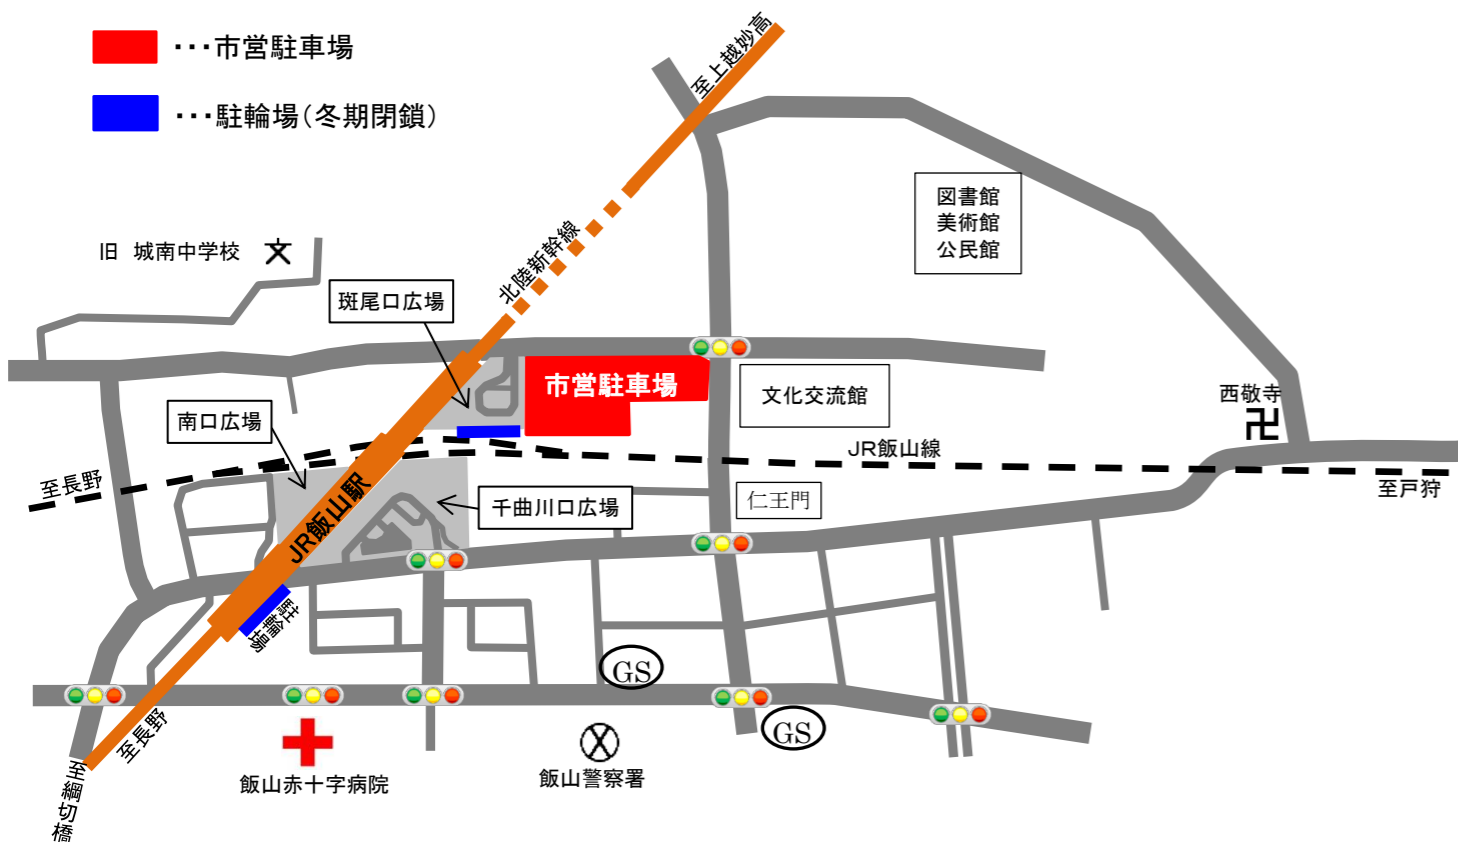 ･･･市営駐車場
･･･駐輪場(冬期閉鎖)
至上越妙高
図書館
美術館
公民館
旧 城南中学校
北陸新幹線
斑尾口広場
市営駐車場
文化交流館
西敬寺
南口広場
JR飯山線
至長野
至戸狩
JR飯山駅
千曲川口広場
仁王門
駐輪場
GS
至長野
GS
飯山赤十字病院
飯山警察署
至綱切橋